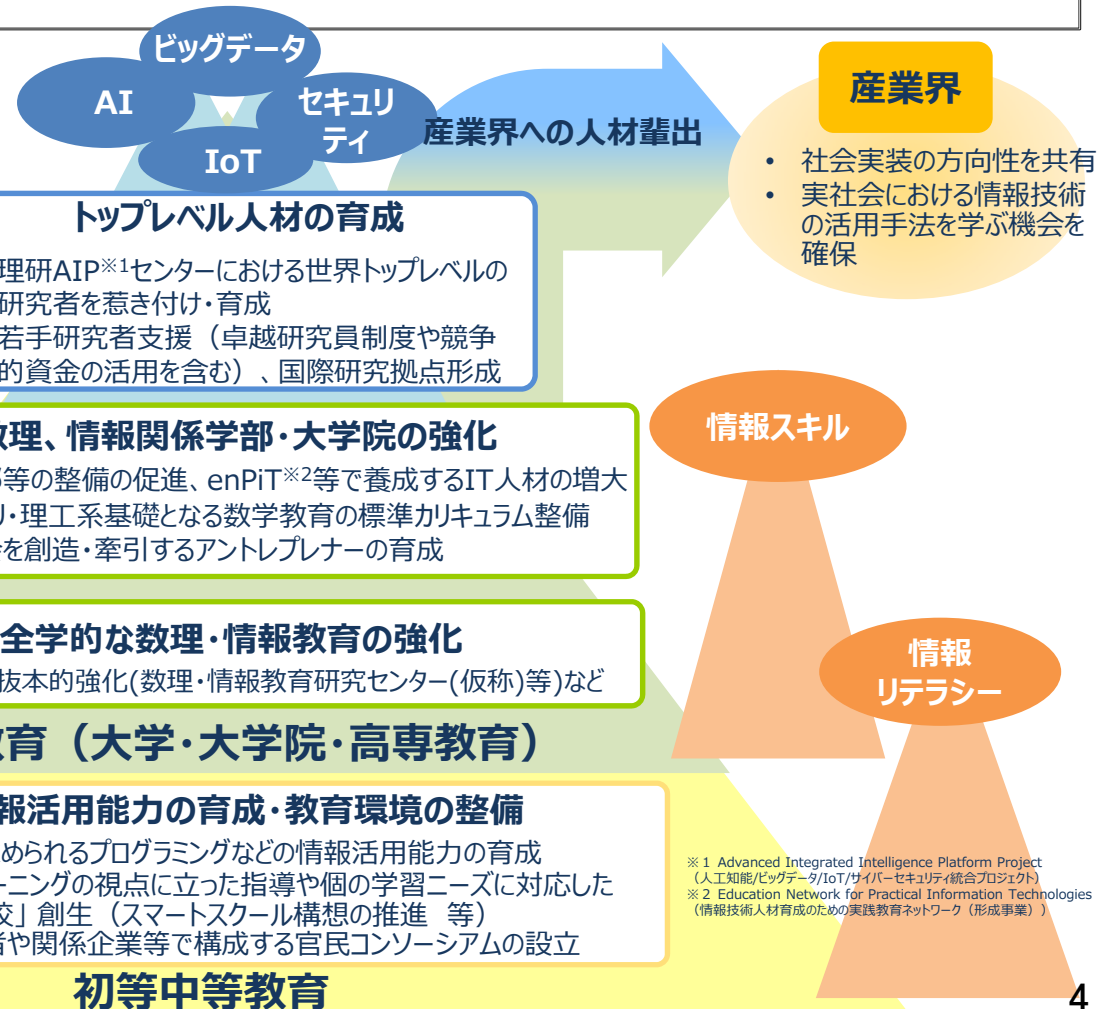 ビッグデータ
AI
セキュリ
ティ
IoT
産業界への人材輩出
産業界
• 社会実装の方向性を共有
• 実社会における情報技術
の活用手法を学ぶ機会を
確保
トップレベル人材の育成
理研AIP※1センターにおける世界トップレベルの
研究者を惹き付け・育成
若手研究者支援（卓越研究員制度や競争
的資金の活用を含む）、国際研究拠点形成
情報スキル
理、情報関係学部・大学院の強化
等の整備の促進、enPiT※2等で養成するIT人材の増大
・理工系基礎となる数学教育の標準カリキュラム整備
を創造・牽引するアントレプレナーの育成
全学的な数理・情報教育の強化
抜本的強化(数理・情報教育研究センター(仮称)等)など
情報
リテラシー
育（大学・大学院・高専教育）
報活用能力の育成・教育環境の整備
められるプログラミングなどの情報活用能力の育成
ーニングの視点に立った指導や個の学習ニーズに対応した
校」創生（スマートスクール構想の推進 等）
者や関係企業等で構成する官民コンソーシアムの設立
※１ Advanced Integrated Intelligence Platform Project
（人工知能/ビッグデータ/IoT/サイバーセキュリティ統合プロジェクト）
※２ Education Network for Practical Information Technologies
（情報技術人材育成のための実践教育ネットワーク（形成事業））
初等中等教育
4